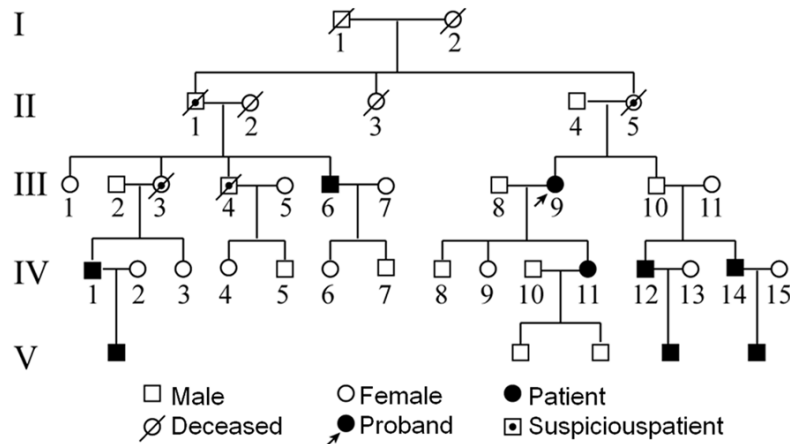 I
1 2
II
1 2 3 4 5
III
1 2 3 4 5 6 7 8 9 10 11
IV
1 2 3 4 5 6 7 8 9 10 11 12 13 14 15
V
Male Female Patient
Deceased Proband Suspiciouspatient